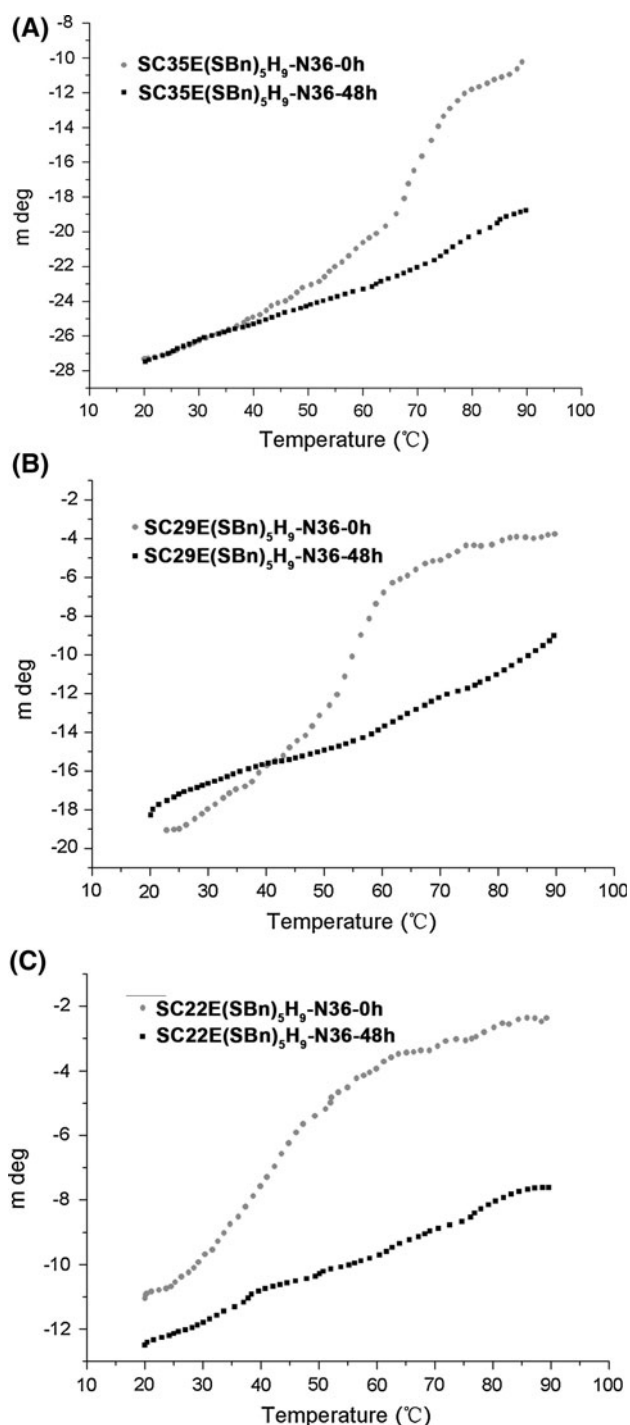 (A)
-8
-10
-12
-14
-16
-18
-20
-22
-24
-26
-28
m deg
SC35E(SBn)₅H₉-N36-0h
SC35E(SBn)₅H₉-N36-48h
10 20 30 40 50 60 70 80 90 100
Temperature (℃)
(B)
-2
-4
-6
-8
-10
-12
-14
-16
-18
-20
m deg
SC29E(SBn)₅H₉-N36-0h
SC29E(SBn)₅H₉-N36-48h
10 20 30 40 50 60 70 80 90 100
Temperature (℃)
(C)
-2
-4
-6
-8
-10
-12
m deg
SC22E(SBn)₅H₉-N36-0h
SC22E(SBn)₅H₉-N36-48h
10 20 30 40 50 60 70 80 90 100
Temperature (℃)